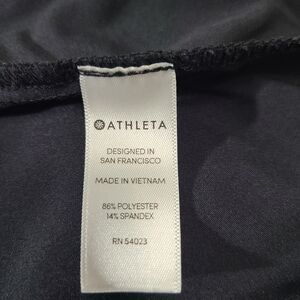 ATHLETA
DESIGNED IN
SAN FRANCISCO
MADE IN VIETNAM
86% POLYESTER
14% SPANDEX
RN 54023